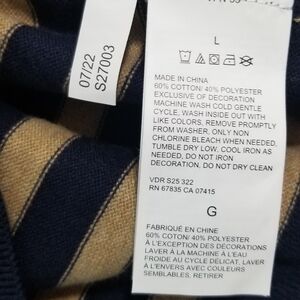 07/22
S27003
L
MADE IN CHINA
60% COTTON/ 40% POLYESTER
EXCLUSIVE OF DECORATION
MACHINE WASH COLD GENTLE
CYCLE, WASH INSIDE OUT WITH
LIKE COLORS, REMOVE PROMPTLY
FROM WASHER, ONLY NON
CHLORINE BLEACH WHEN NEEDED,
TUMBLE DRY LOW, COOL IRON AS
NEEDED, DO NOT IRON
DECORATION, DO NOT DRY CLEAN
VDR S25 322
RN 67835 CA 07415
G
FABRIQUÉ EN CHINE
60% COTON/ 40% POLYESTER
À L'EXCEPTION DES DÉCORATIONS
LAVER À LA MACHINE À L'EAU
FROIDE AU CYCLE DÉLICAT, LAVER
À L'ENVERS AVEC COULEURS
SEMBLABLES, RETIRER